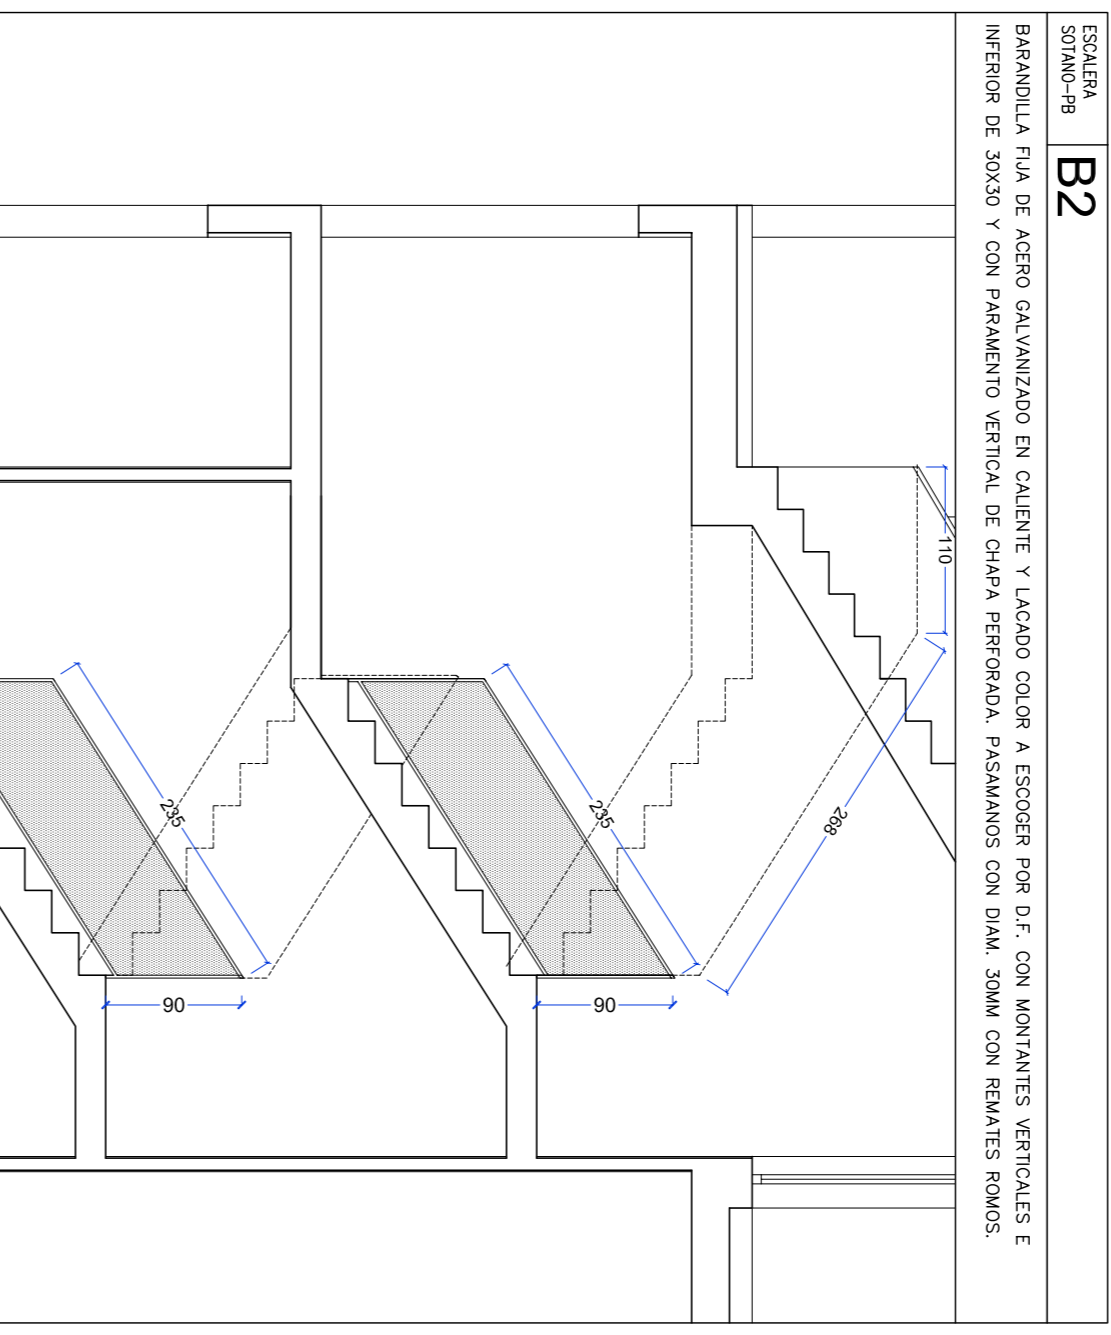 ESCALERA
SOTANO-PB
B2
BARANDILLA FIJA DE ACERO GALVANIZADO EN CALIENTE Y LACADO COLOR A ESCOGER POR D.F. CON MONTANTES VERTICALES E
INFERIOR DE 30X30 Y CON PARAMENTO VERTICAL DE CHAPA PERFORADA. PASAMANOS CON DIAM. 30MM CON REMATES ROMOS.
110
268
235
235
90
90